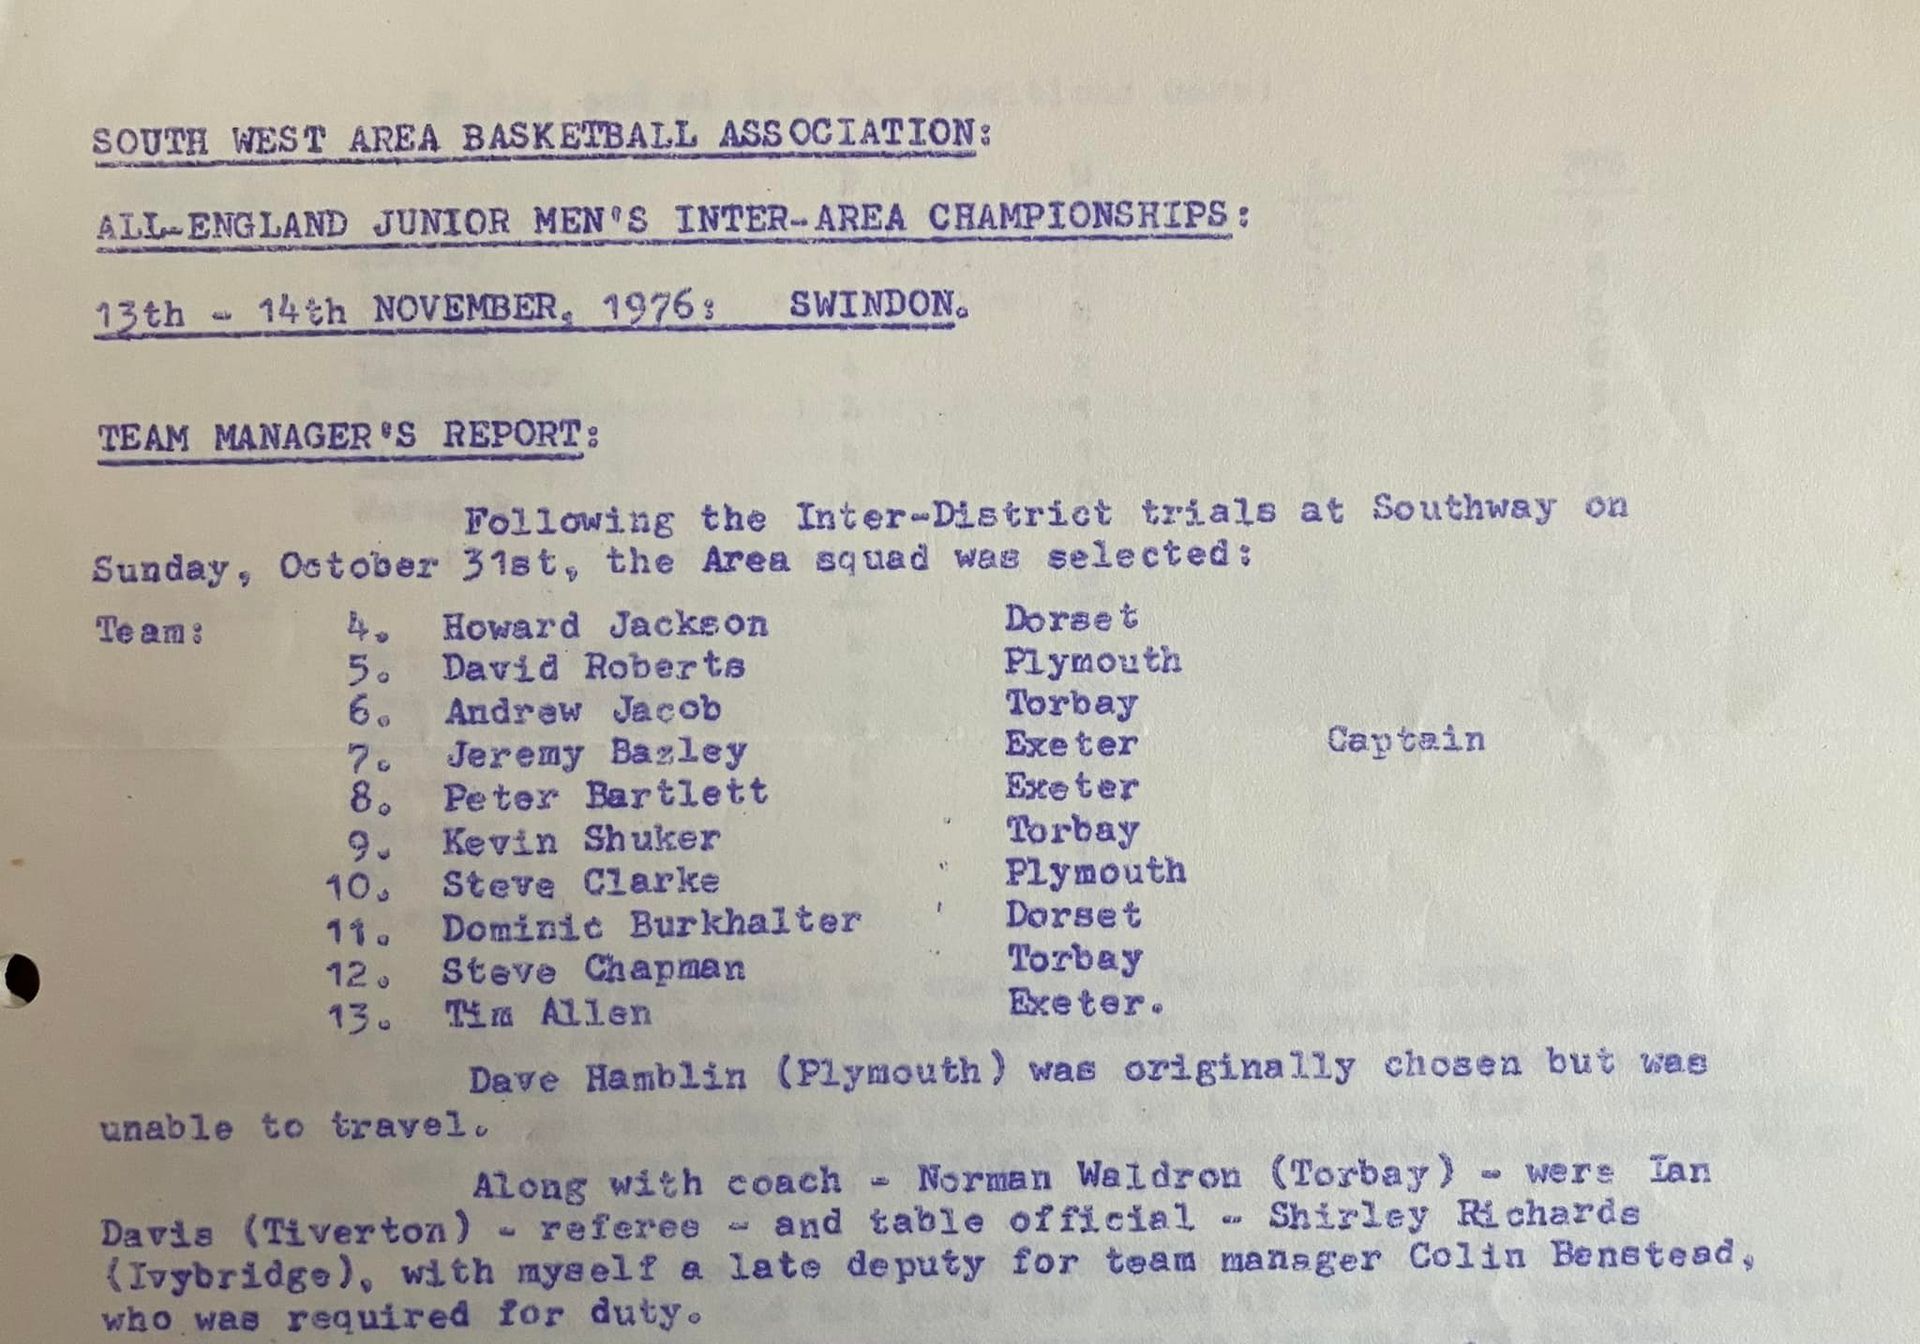 SOUTH WEST AREA BASKETBALL ASSOCIATION:
ALL-ENGLAND JUNIOR MEN'S INTER-AREA CHAMPIONSHIPS:
13th - 14th NOVEMBER, 1976: SWINDON.
TEAM MANAGER'S REPORT:
Following the Inter-District trials at Southway on
Sunday, October 31st, the Area squad was selected:
Team: 4. Howard Jackson Dorset
5. David Roberts Plymouth
6. Andrew Jacob Torbay
7. Jeremy Bazley Exeter Captain
8. Peter Bartlett Exeter
9. Kevin Shuker Torbay
10. Steve Clarke Plymouth
11. Dominic Burkhalter Dorset
12. Steve Chapman Torbay
13. Tim Allen Exeter.
Dave Hamblin (Plymouth) was originally chosen but was
unable to travel.
Along with coach - Norman Waldron (Torbay) - were Ian
Davis (Tiverton) - referee - and table official - Shirley Richards
(Ivybridge), with myself a late deputy for team manager Colin Benstead,
who was required for duty.